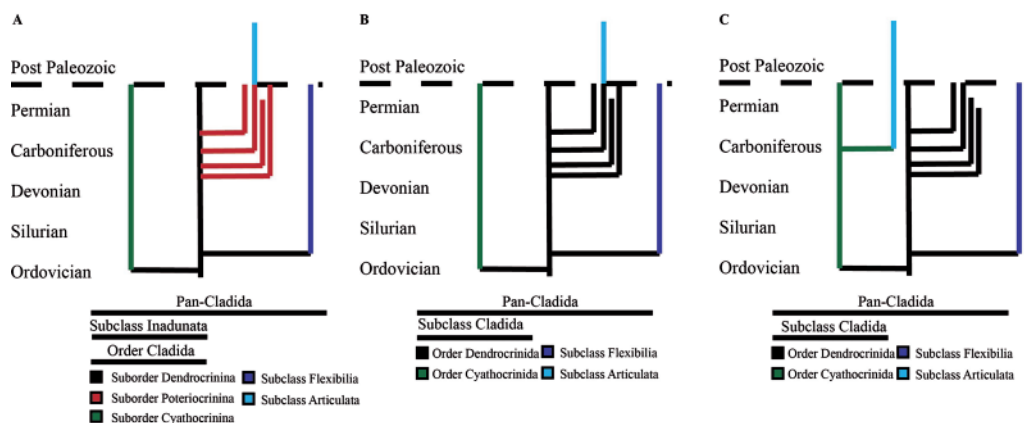 A
Post Paleozoic
Permian
Carboniferous
Devonian
Silurian
Ordovician
Pan-Cladida
Subclass Inadunata
Order Cladida
Suborder Dendrocrinina
Subclass Flexibilia
Suborder Poteriocrinina
Subclass Articulata
Suborder Cyathocrinina
B
Post Paleozoic
Permian
Carboniferous
Devonian
Silurian
Ordovician
Pan-Cladida
Subclass Cladida
Order Dendrocrinida
Subclass Flexibilia
Order Cyathocrinida
Subclass Articulata
C
Post Paleozoic
Permian
Carboniferous
Devonian
Silurian
Ordovician
Pan-Cladida
Subclass Cladida
Order Dendrocrinida
Subclass Flexibilia
Order Cyathocrinida
Subclass Articulata